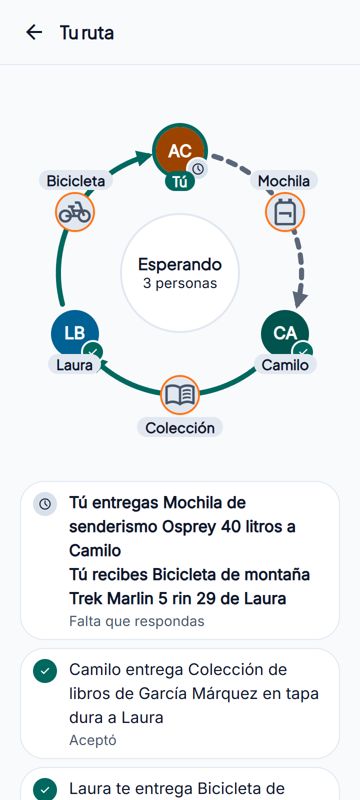 Tu ruta
AC
Tú
Bicicleta
Mochila
Esperando
3 personas
LB
Laura
CA
Camilo
Colección
Tú entregas Mochila de
senderismo Osprey 40 litros a
Camilo
Tú recibes Bicicleta de montaña
Trek Marlin 5 rin 29 de Laura
Falta que respondas
Camilo entrega Colección de
libros de García Márquez en tapa
dura a Laura
Aceptó
Laura te entrega Bicicleta de